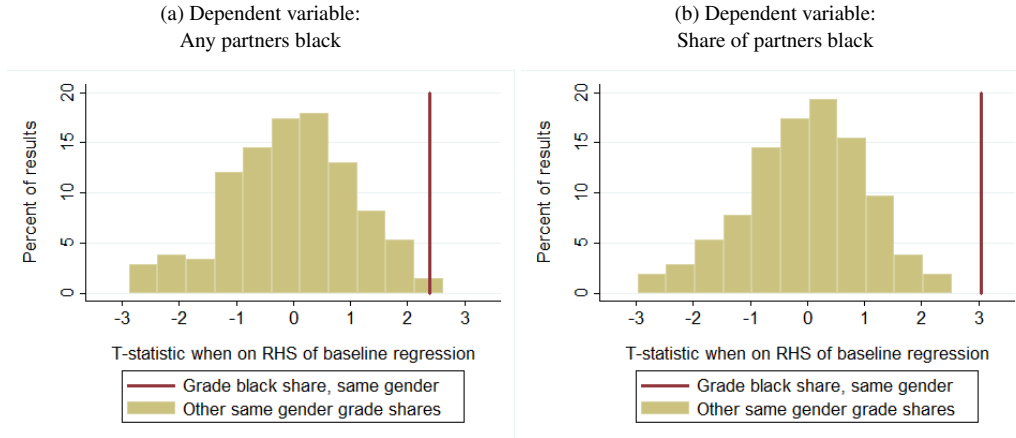 (a) Dependent variable:
Any partners black
20
15
10
5
0
Percent of results
-3 -2 -1 0 1 2 3
T-statistic when on RHS of baseline regression
Grade black share, same gender
Other same gender grade shares
(b) Dependent variable:
Share of partners black
20
15
10
5
0
Percent of results
-3 -2 -1 0 1 2 3
T-statistic when on RHS of baseline regression
Grade black share, same gender
Other same gender grade shares